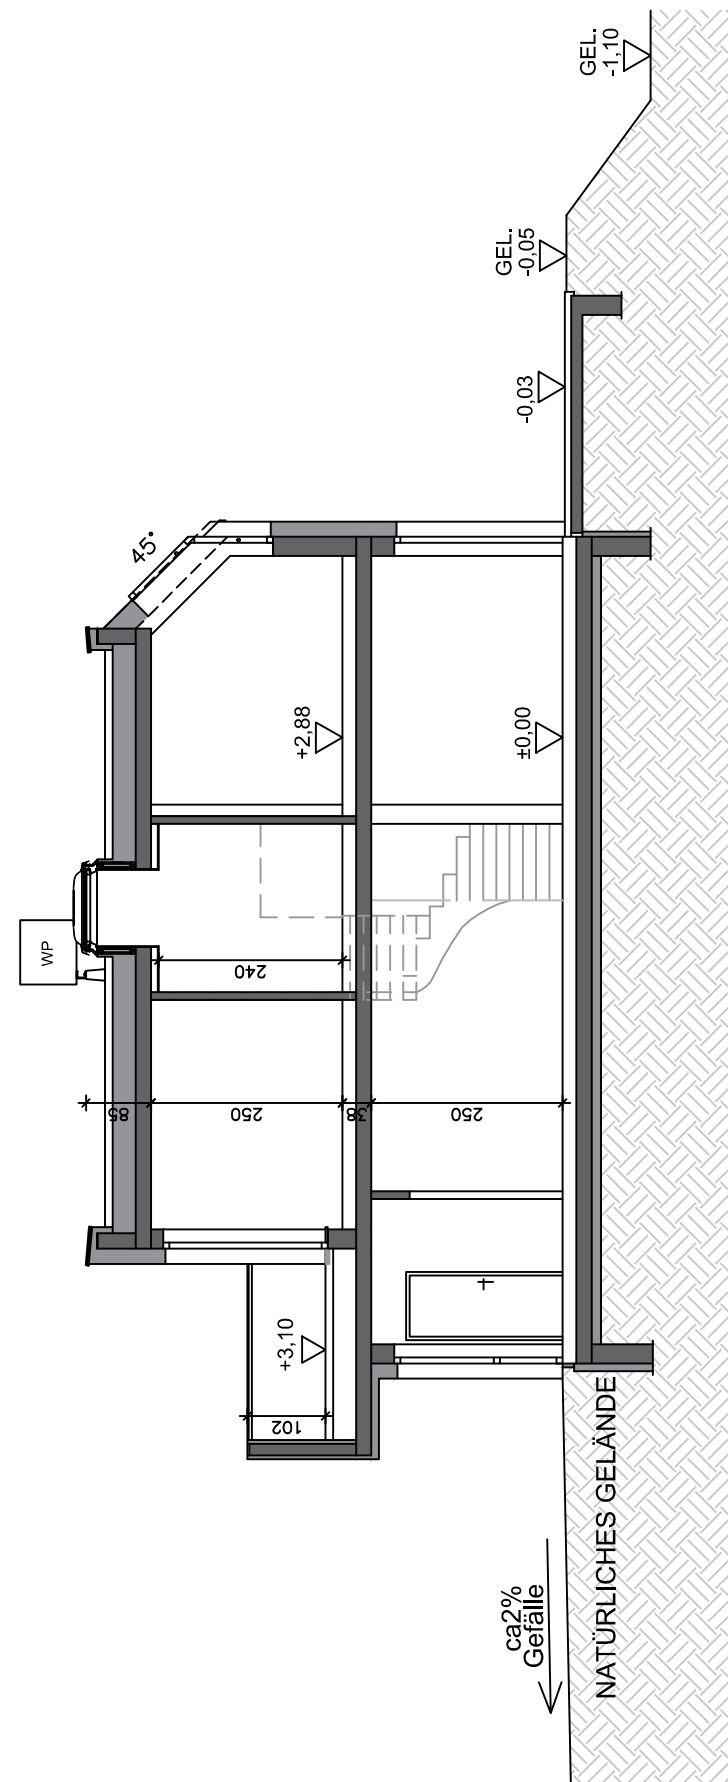 GEL.
-1,10
GEL.
-0,05
-0,03
45°
+2,88
±0,00
WP
240
85
250
38
250
+3,10
102
NATÜRLICHES GELÄNDE
ca2%
Gefälle